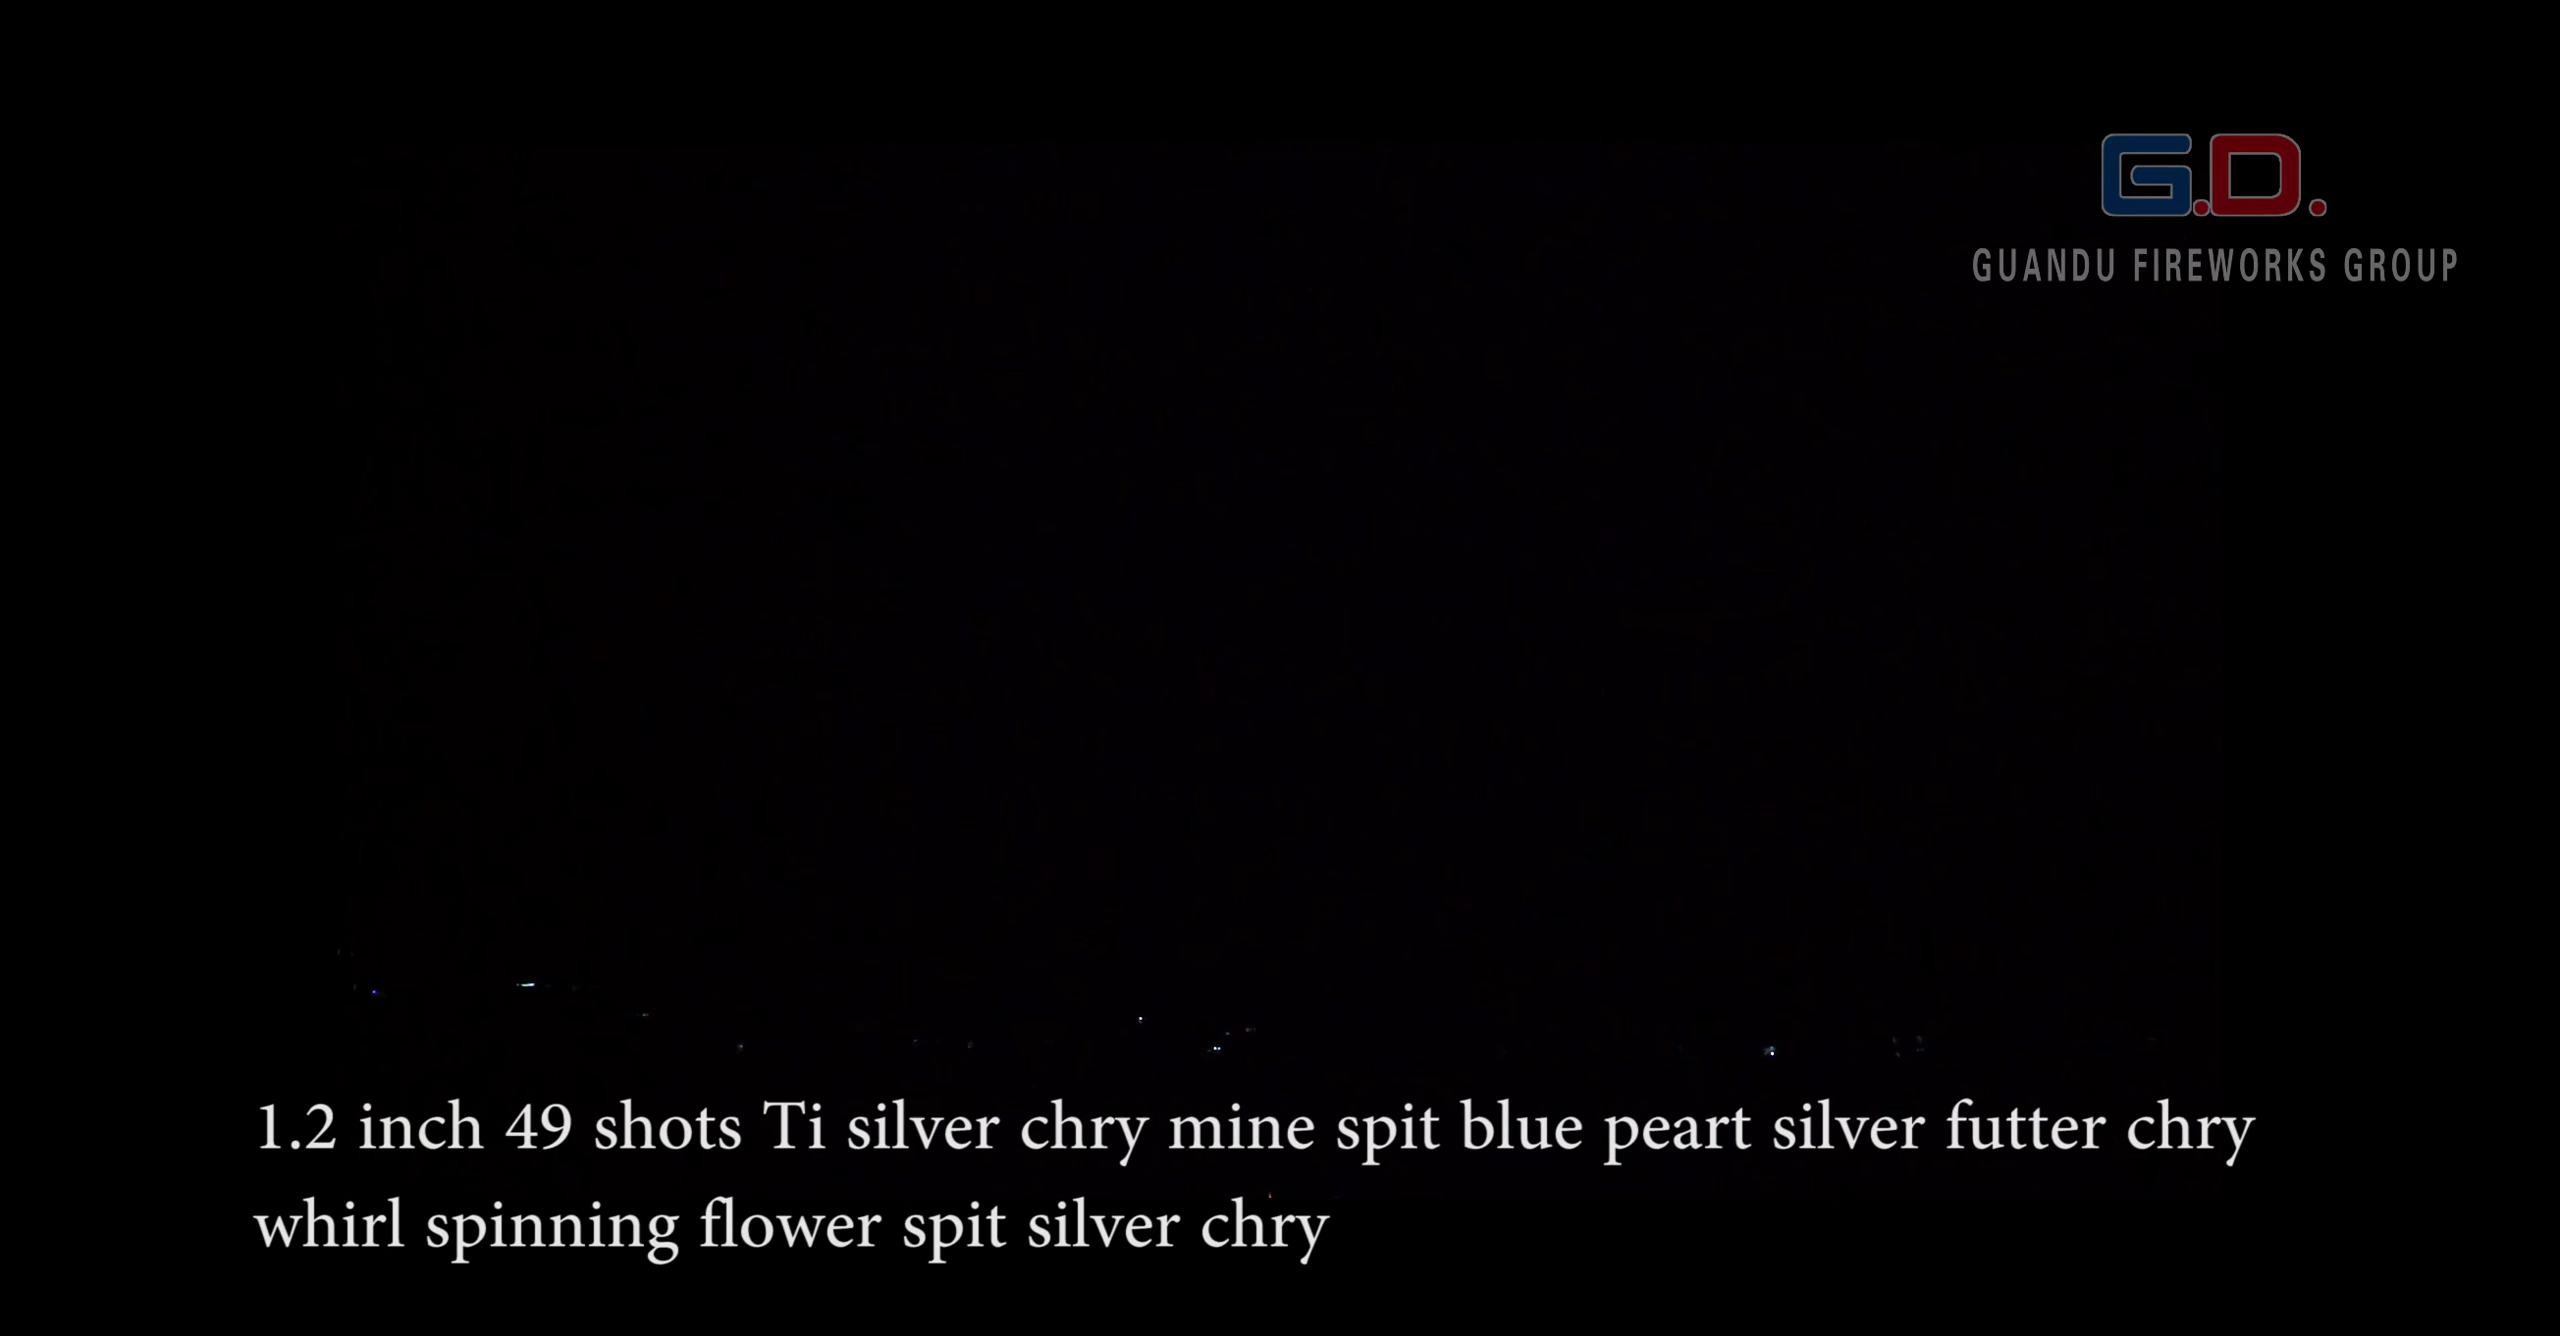 G.D.
GUANDU FIREWORKS GROUP
1.2 inch 49 shots Ti silver chry mine spit blue peart silver futter chry
whirl spinning flower spit silver chry